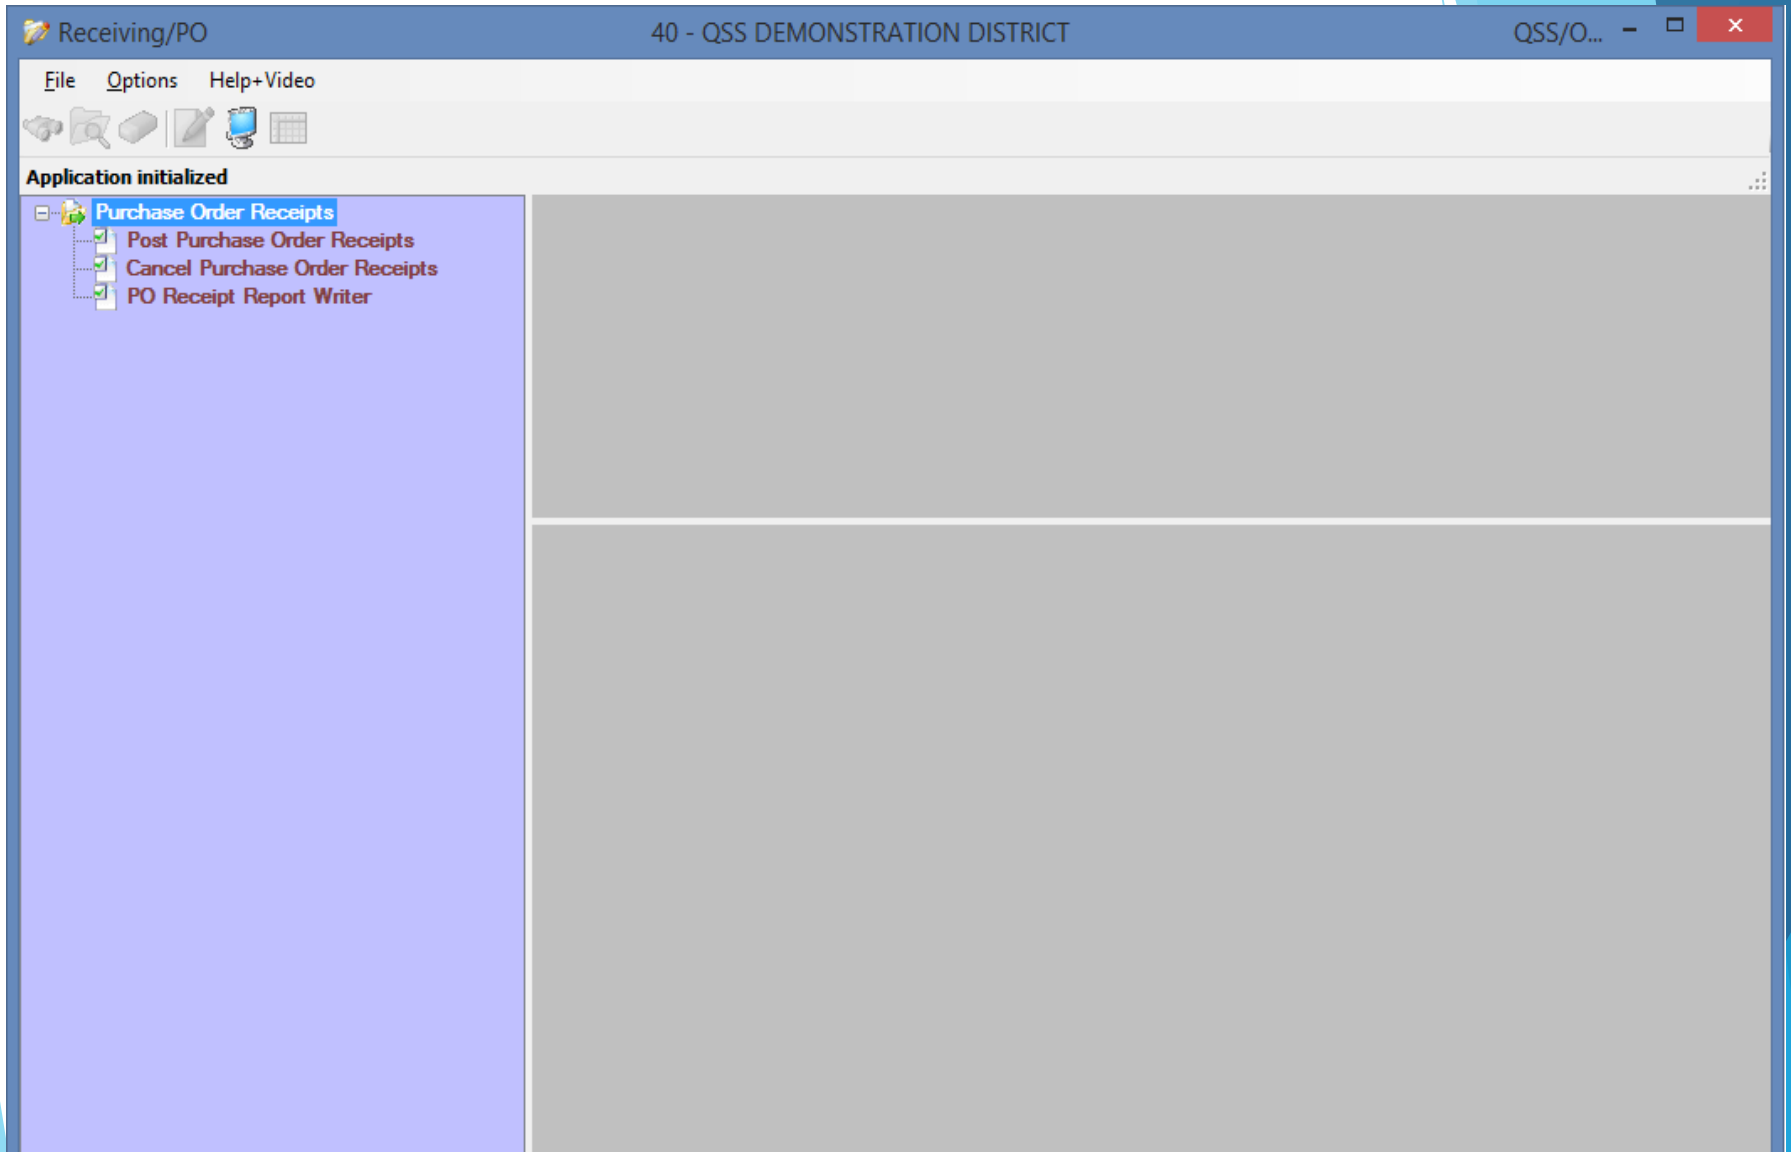 Receiving/PO 40 - QSS DEMONSTRATION DISTRICT QSS/O...
File Options Help+Video
Application initialized
Purchase Order Receipts
Post Purchase Order Receipts
Cancel Purchase Order Receipts
PO Receipt Report Writer